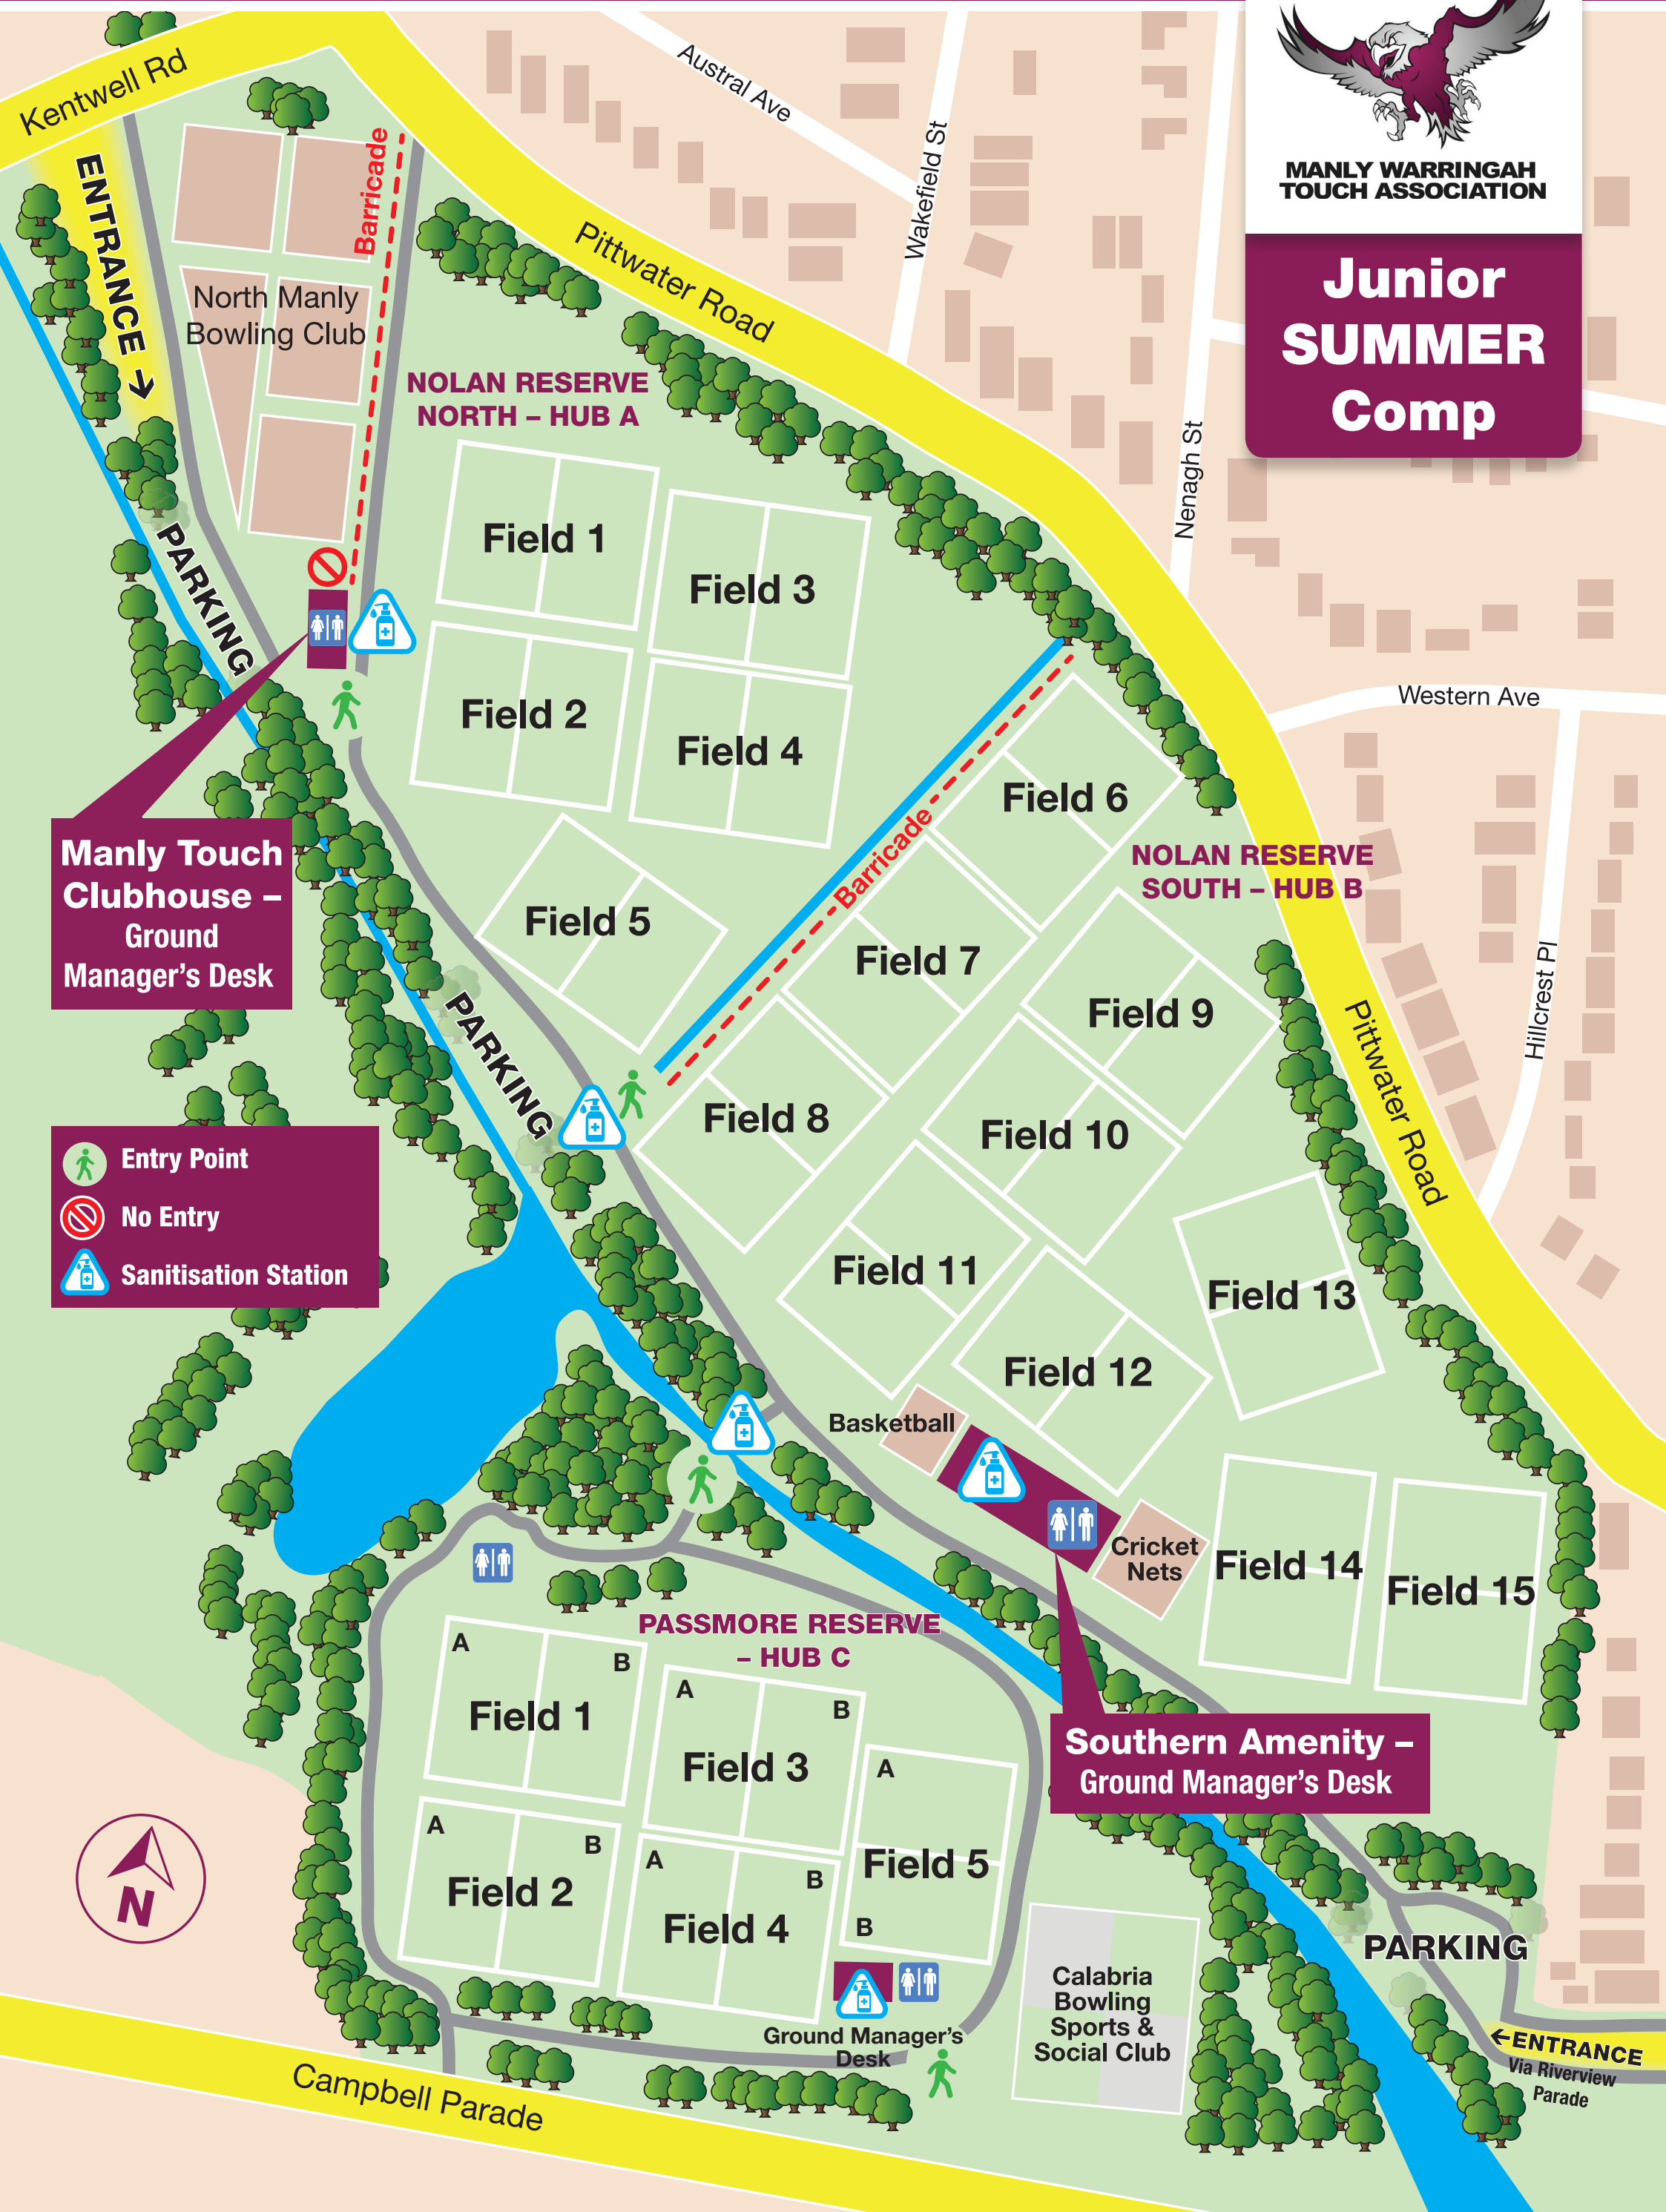 Kentwell Rd
Austral Ave
Wakefield St
MANLY WARRINGAH
TOUCH ASSOCIATION
Junior
SUMMER
Comp
ENTRANCE →
Barricade
North Manly
Bowling Club
Pittwater Road
NOLAN RESERVE
NORTH – HUB A
Nenagh St
Field 1
Field 3
PARKING
Field 2
Field 4
Western Ave
Manly Touch
Clubhouse –
Ground
Manager's Desk
Field 5
Barricade
Field 6
NOLAN RESERVE
SOUTH – HUB B
Field 7
Field 9
Hillcrest Pl
Pittwater Road
PARKING
Field 8
Field 10
Entry Point
No Entry
Sanitisation Station
Field 11
Field 13
Field 12
Basketball
Cricket
Nets
Field 14
Field 15
PASSMORE RESERVE
– HUB C
A
B
Field 1
A
B
Field 3
Southern Amenity –
Ground Manager's Desk
A
Field 5
B
A
B
Field 2
A
B
Field 4
N
PARKING
Calabria
Bowling
Sports &
Social Club
Ground Manager's
Desk
←ENTRANCE
Via Riverview
Parade
Campbell Parade